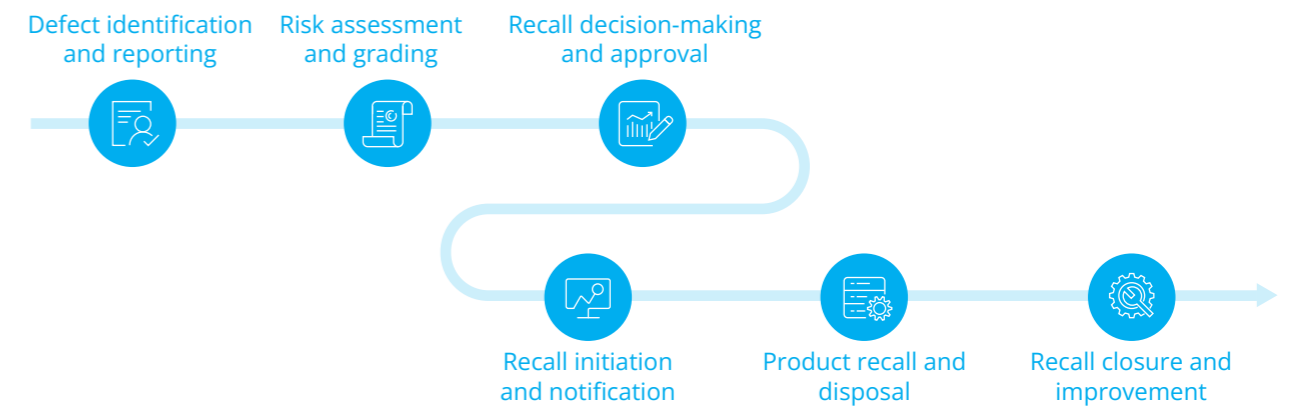 Defect identification
and reporting
Risk assessment
and grading
Recall decision-making
and approval
Recall initiation
and notification
Product recall and
disposal
Recall closure and
improvement